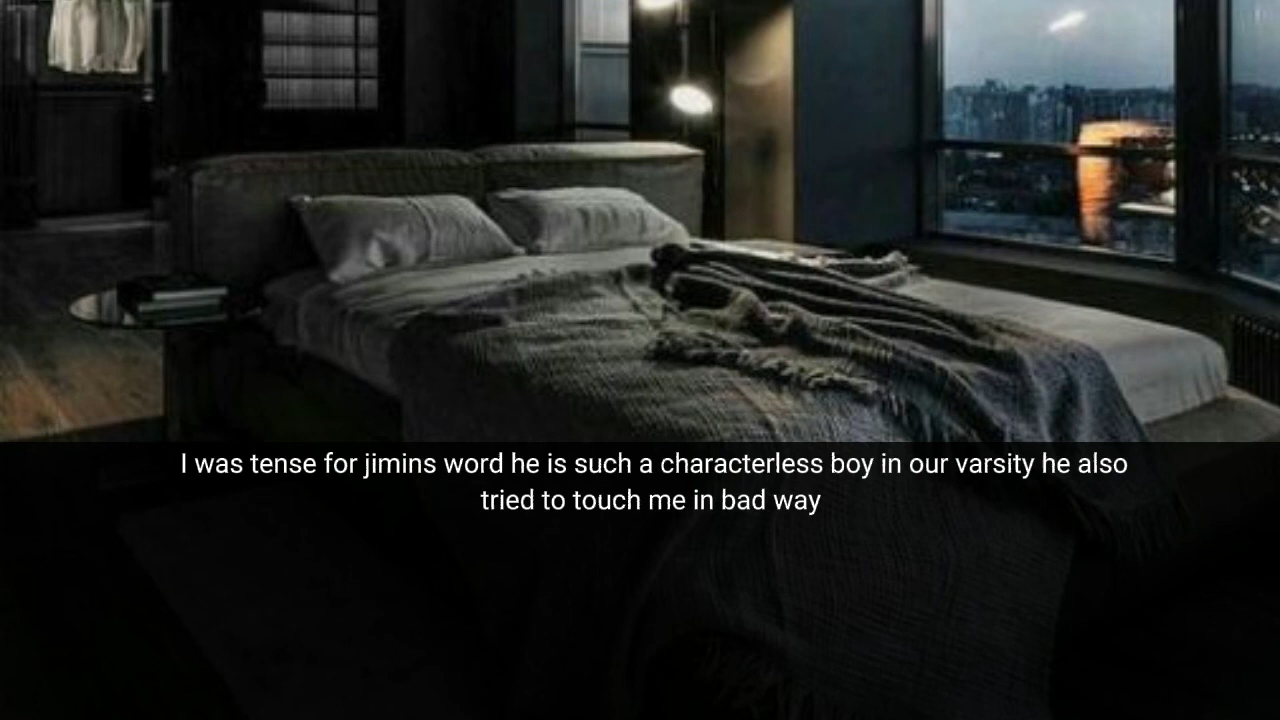 I was tense for jimins word he is such a characterless boy in our varsity he also
tried to touch me in bad way